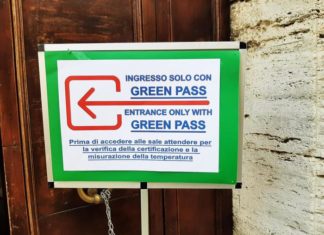 INGRESSO SOLO CON
GREEN PASS
ENTRANCE ONLY WITH
GREEN PASS
Prima di accedere alle sale attendere per
la verifica della certificazione e la
misurazione della temperatura